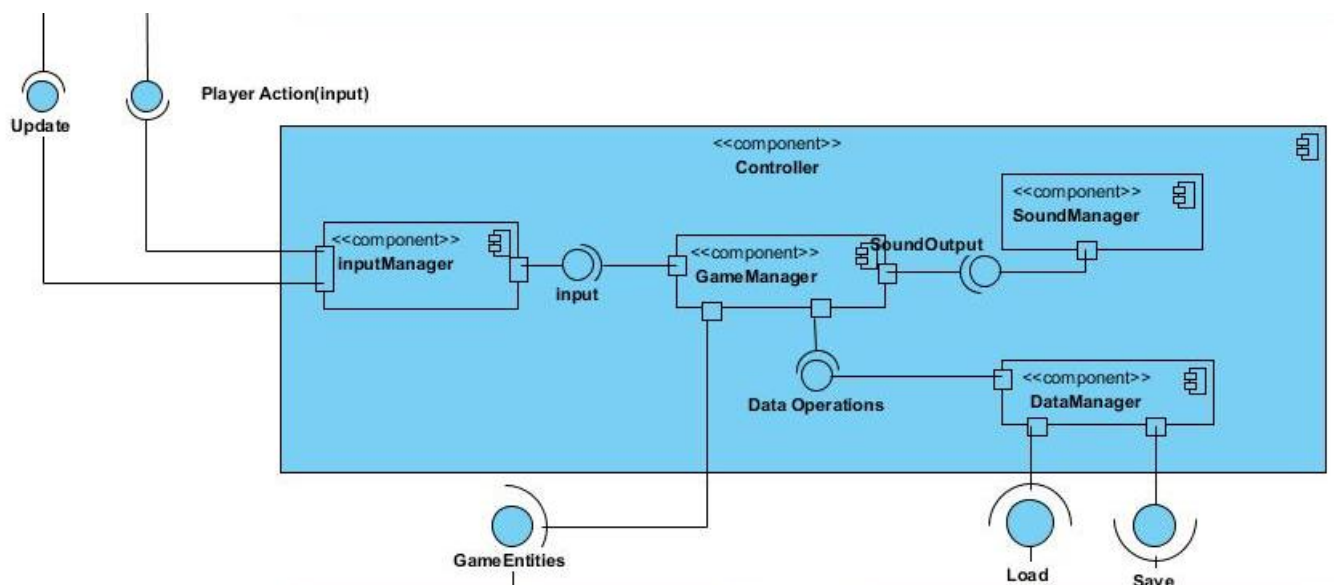 Player Action(input)
Update
<<component>>
Controller
<<component>>
SoundManager
<<component>>
inputManager
<<component>>
GameManager
SoundOutput
input
<<component>>
DataManager
Data Operations
GameEntities
Load
Save